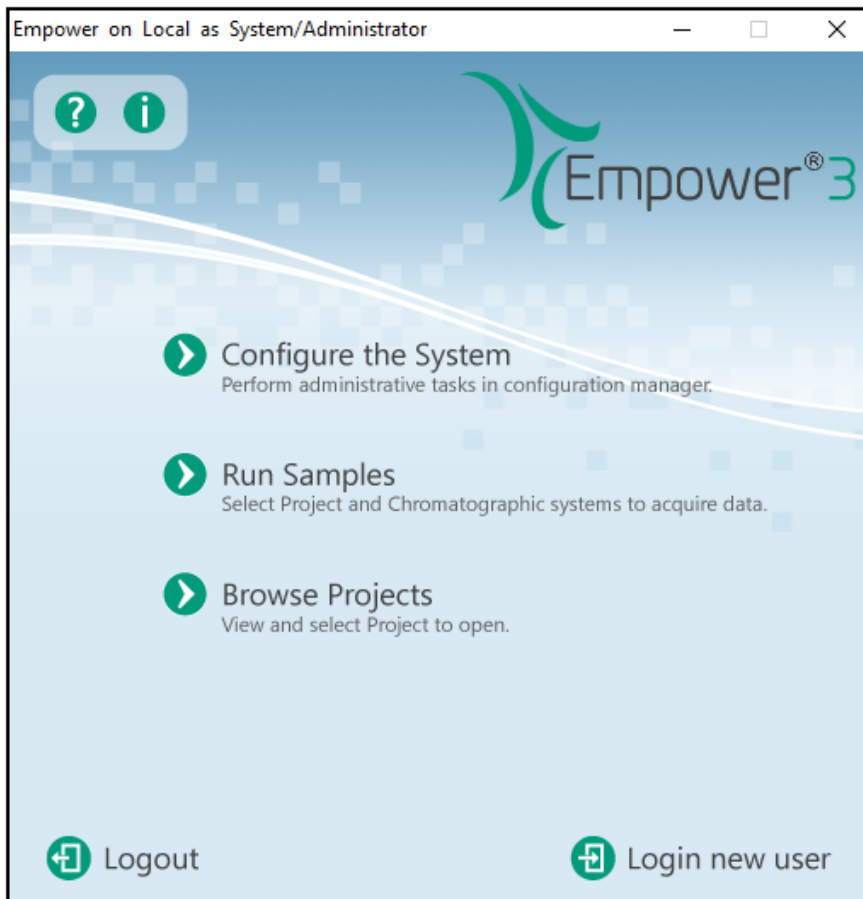 Empower on Local as System/Administrator
? i
Empower®3
Configure the System
Perform administrative tasks in configuration manager.
Run Samples
Select Project and Chromatographic systems to acquire data.
Browse Projects
View and select Project to open.
Logout
Login new user